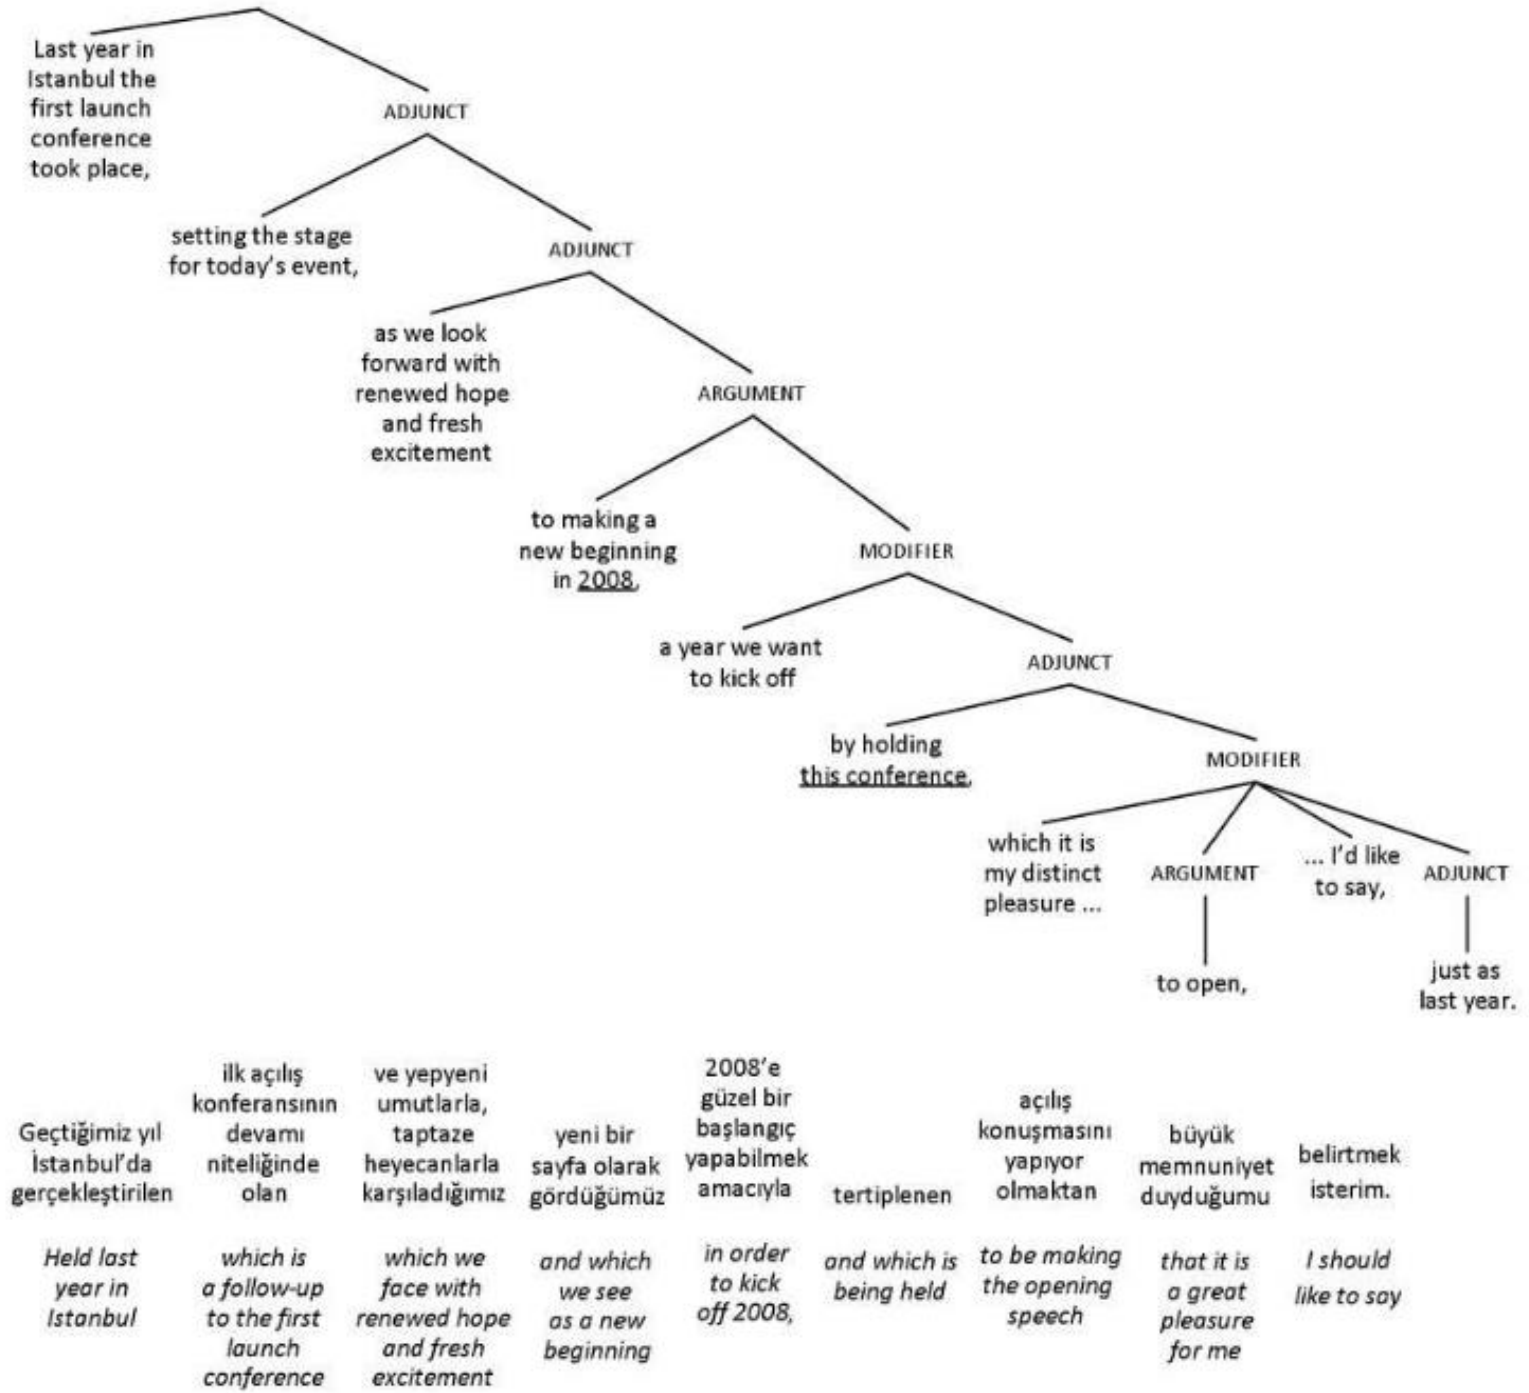 Last year in
Istanbul the
first launch
conference
took place,
ADJUNCT
setting the stage
for today's event,
ADJUNCT
as we look
forward with
renewed hope
and fresh
excitement
ARGUMENT
to making a
new beginning
in 2008,
MODIFIER
a year we want
to kick off
ADJUNCT
by holding
this conference,
MODIFIER
which it is
my distinct
pleasure ...
ARGUMENT
to open,
... I'd like
to say,
ADJUNCT
just as
last year.
Geçtiğimiz yıl
İstanbul'da
gerçekleştirilen
ilk açılış
konferansının
devamı
niteliğinde
olan
ve yepyeni
umutlarla,
taptaze
heyecanlarla
karşıladığımız
yeni bir
sayfa olarak
gördüğümüz
2008'e
güzel bir
başlangıç
yapabilmek
amacıyla
tertiplenen
açılış
konuşmasını
yapıyor
olmaktan
büyük
memnuniyet
duyduğumu
belirtmek
isterim.
Held last
year in
Istanbul
which is
a follow-up
to the first
launch
conference
which we
face with
renewed hope
and fresh
excitement
and which
we see
as a new
beginning
in order
to kick
off 2008,
and which is
being held
to be making
the opening
speech
that it is
a great
pleasure
for me
I should
like to say